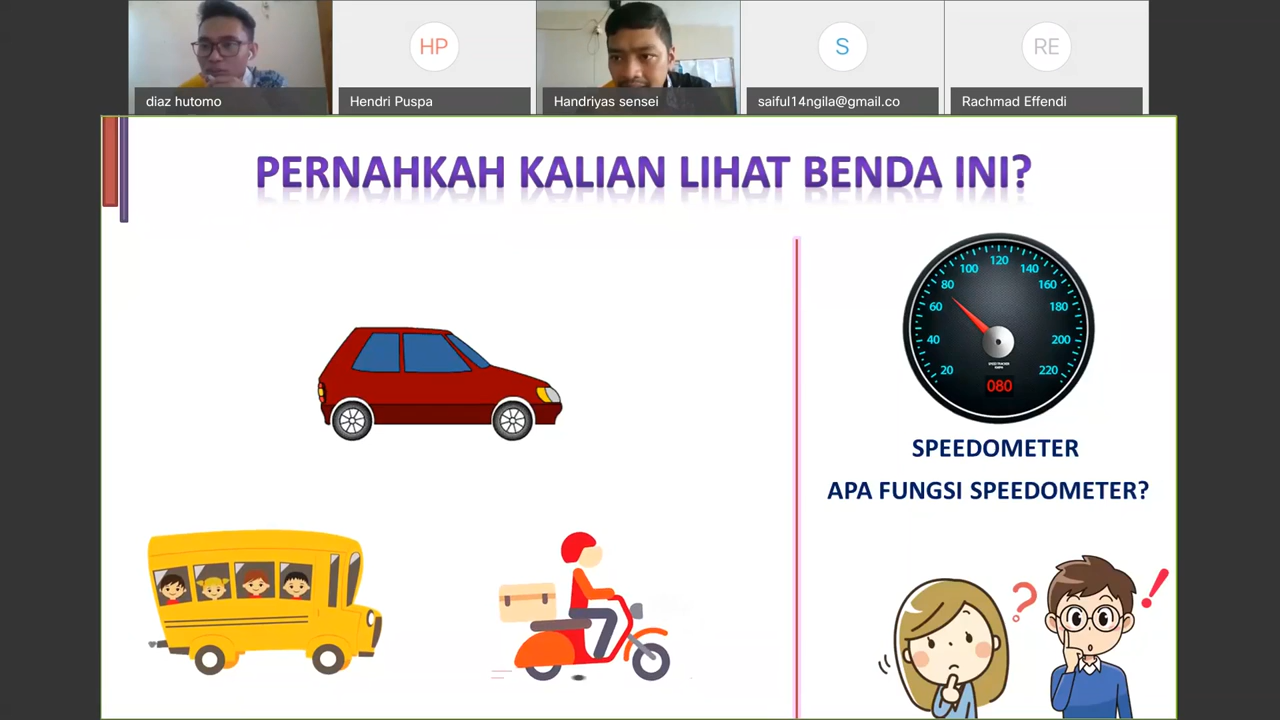 HP
S
RE
diaz hutomo
Hendri Puspa
Handriyas sensei
saiful14ngila@gmail.co
Rachmad Effendi
PERNAHKAH KALIAN LIHAT BENDA INI?
120
100
140
80
160
60
180
40
200
20
220
080
SPEEDOMETER
APA FUNGSI SPEEDOMETER?
?
!